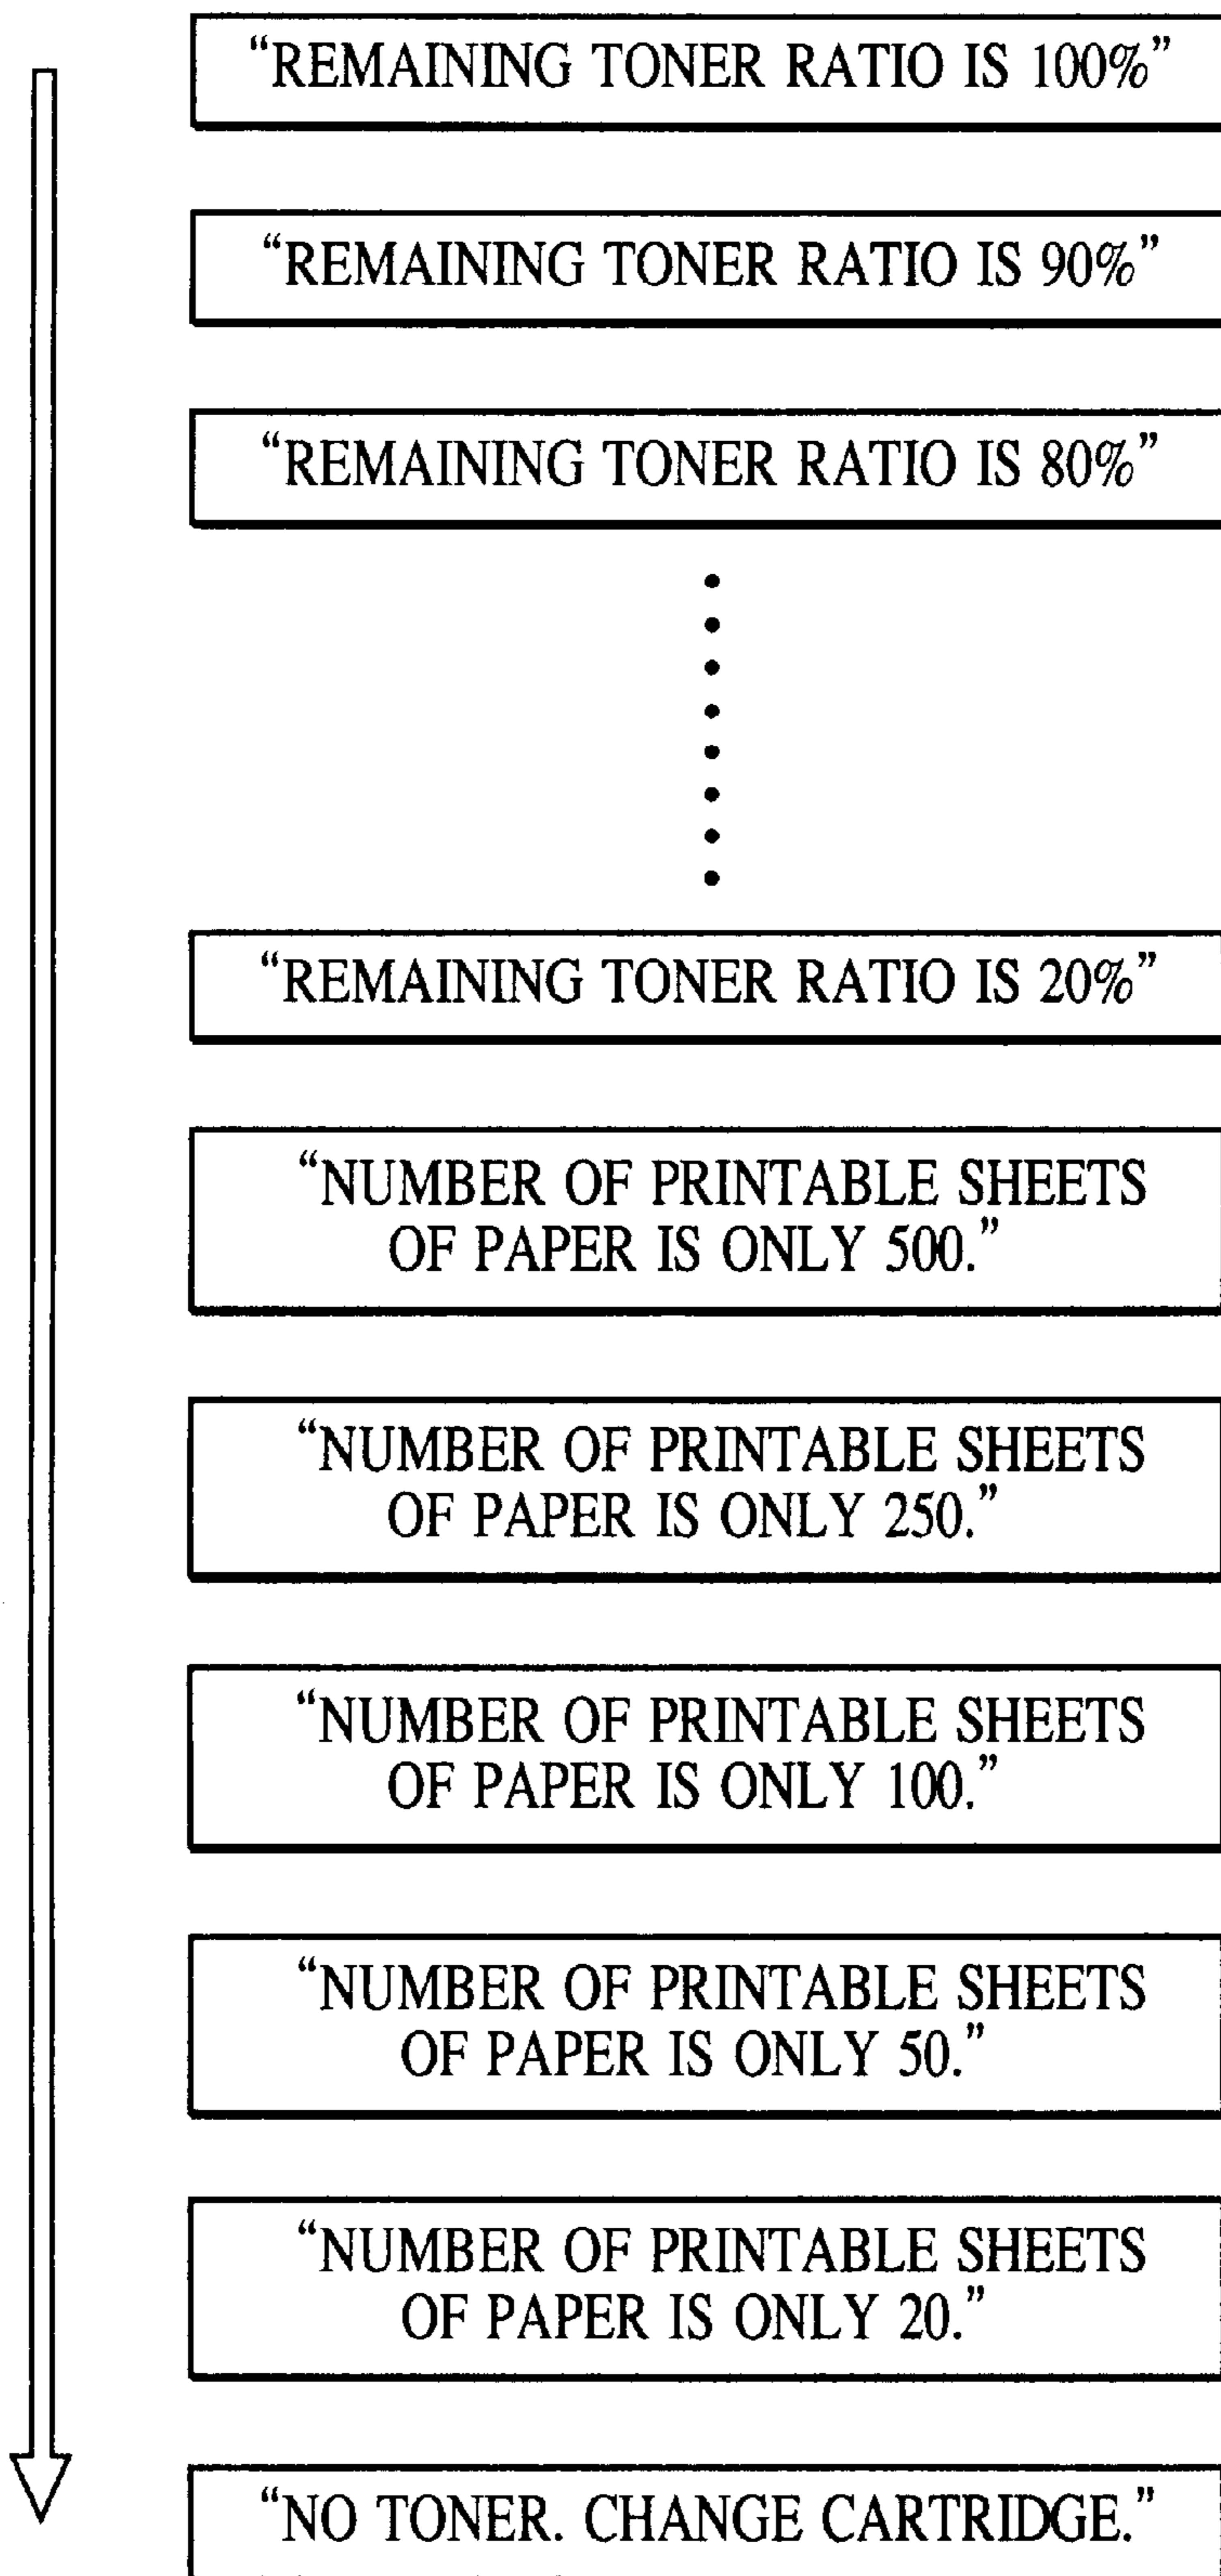 “REMAINING TONER RATIO IS 100%”
“REMAINING TONER RATIO IS 90%”
“REMAINING TONER RATIO IS 80%”
“REMAINING TONER RATIO IS 20%”
“NUMBER OF PRINTABLE SHEETS
OF PAPER IS ONLY 500.”
“NUMBER OF PRINTABLE SHEETS
OF PAPER IS ONLY 250.”
“NUMBER OF PRINTABLE SHEETS
OF PAPER IS ONLY 100.”
“NUMBER OF PRINTABLE SHEETS
OF PAPER IS ONLY 50.”
“NUMBER OF PRINTABLE SHEETS
OF PAPER IS ONLY 20.”
“NO TONER. CHANGE CARTRIDGE.”